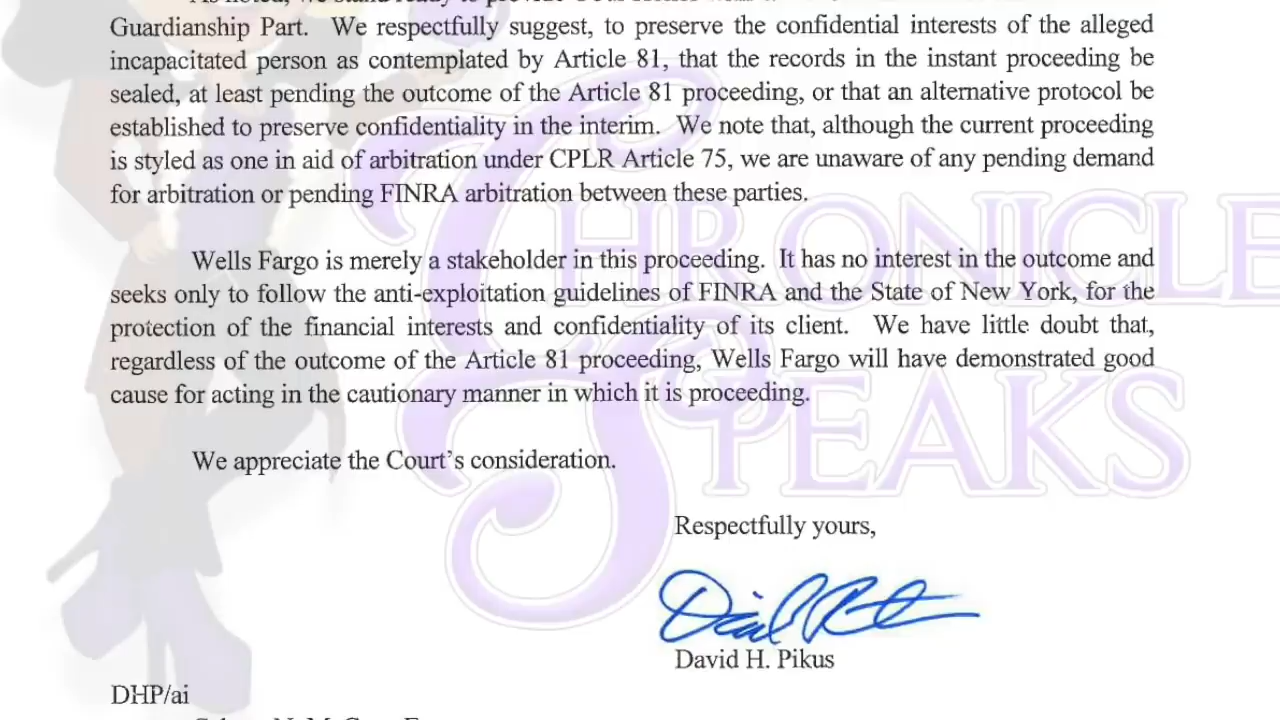 Guardianship Part. We respectfully suggest, to preserve the confidential interests of the alleged
incapacitated person as contemplated by Article 81, that the records in the instant proceeding be
sealed, at least pending the outcome of the Article 81 proceeding, or that an alternative protocol be
established to preserve confidentiality in the interim. We note that, although the current proceeding
is styled as one in aid of arbitration under CPLR Article 75, we are unaware of any pending demand
for arbitration or pending FINRA arbitration between these parties.
Wells Fargo is merely a stakeholder in this proceeding. It has no interest in the outcome and
seeks only to follow the anti-exploitation guidelines of FINRA and the State of New York, for the
protection of the financial interests and confidentiality of its client. We have little doubt that,
regardless of the outcome of the Article 81 proceeding, Wells Fargo will have demonstrated good
cause for acting in the cautionary manner in which it is proceeding.
We appreciate the Court's consideration.
Respectfully yours,
David H. Pikus
DHP/ai
CHRONICLE
SPEAKS